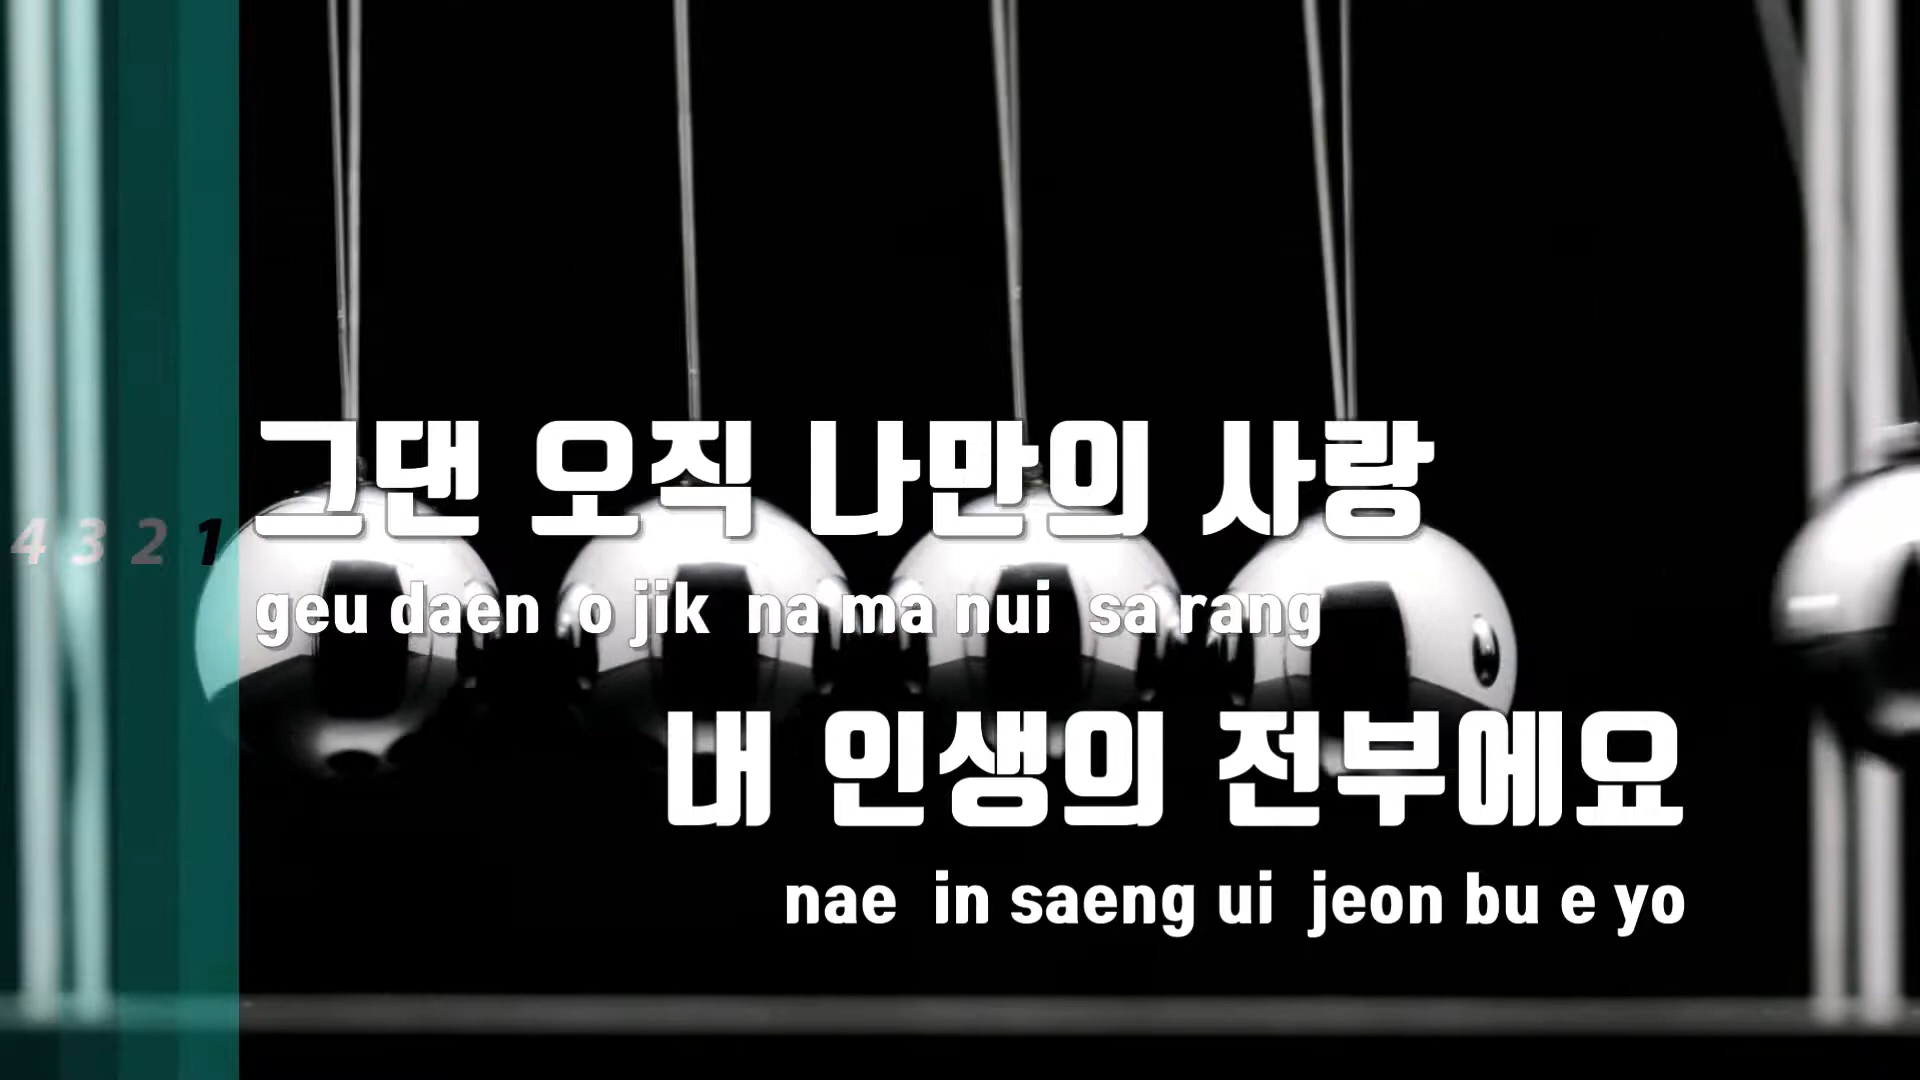 그댄 오직 나만의 사랑
4 3 2 1
geu daen o jik na ma nui sa rang
내 인생의 전부에요
nae in saeng ui jeon bu e yo